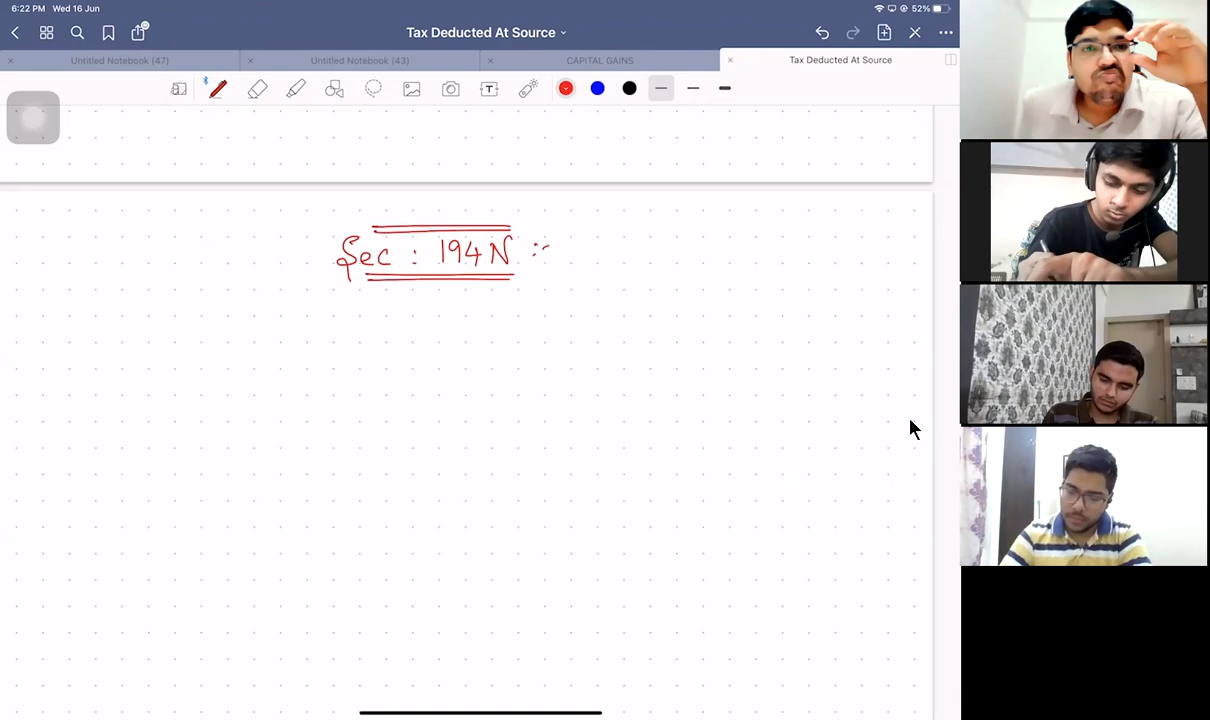 6:22 PM Wed 16 Jun
52%
Tax Deducted At Source
Untitled Notebook (47)
Untitled Notebook (43)
CAPITAL GAINS
Tax Deducted At Source
T
Sec : 194N :-